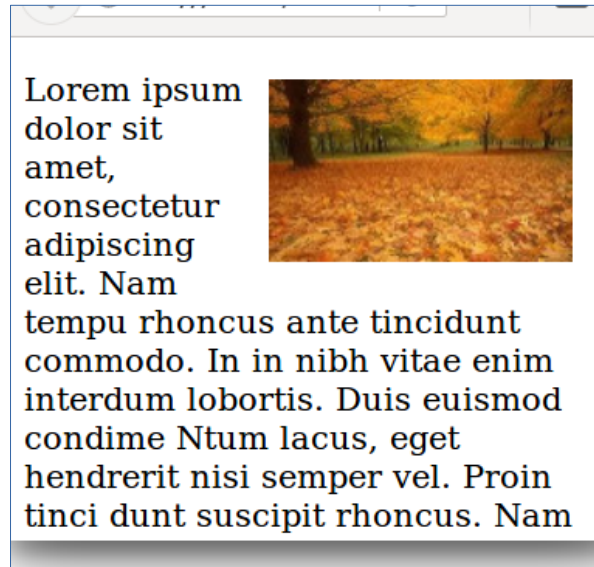 Lorem ipsum
dolor sit
amet,
consectetur
adipiscing
elit. Nam
tempu rhoncus ante tincidunt
commodo. In in nibh vitae enim
interdum lobortis. Duis euismod
condime Ntum lacus, eget
hendrerit nisi semper vel. Proin
tinci dunt suscipit rhoncus. Nam